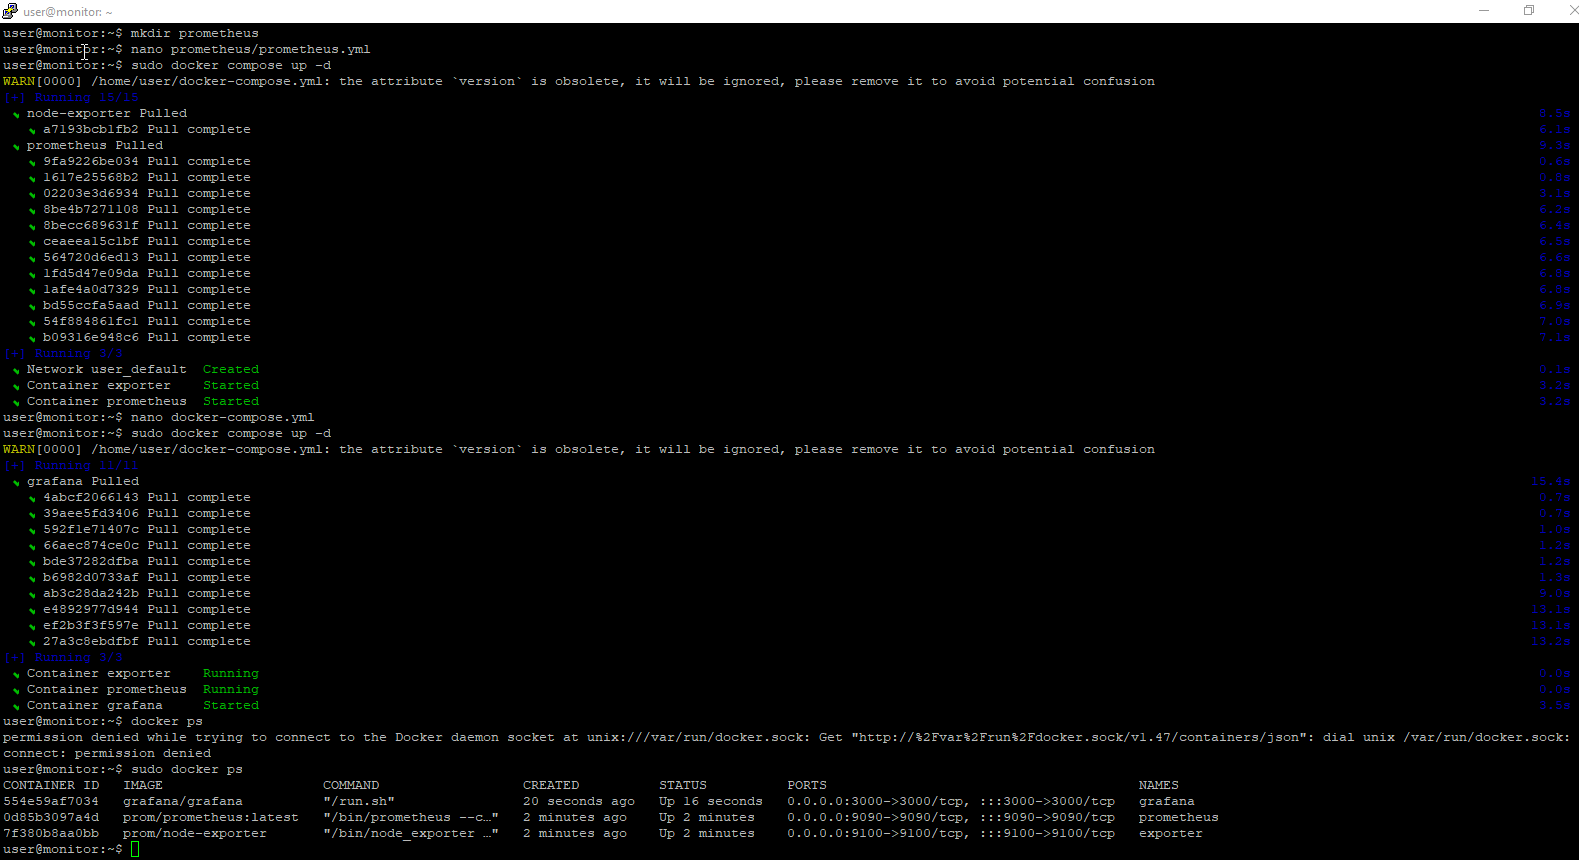 user@monitor: ~
user@monitor:~$ mkdir prometheus
user@monitor:~$ nano prometheus/prometheus.yml
user@monitor:~$ sudo docker compose up -d
WARN[0000] /home/user/docker-compose.yml: the attribute `version` is obsolete, it will be ignored, please remove it to avoid potential confusion
[+] Running 15/15
✔ node-exporter Pulled 8.5s
✔ a7193bcb1fb2 Pull complete 6.1s
✔ prometheus Pulled 9.3s
✔ 9fa9226be034 Pull complete 0.6s
✔ 1617e25568b2 Pull complete 0.8s
✔ 02203e3d6934 Pull complete 3.1s
✔ 8be4b7271108 Pull complete 6.2s
✔ 8becc689631f Pull complete 6.4s
✔ ceaeea15c1bf Pull complete 6.5s
✔ 564720d6ed13 Pull complete 6.6s
✔ 1fd5d47e09da Pull complete 6.8s
✔ 1afe4a0d7329 Pull complete 6.8s
✔ bd55ccfa5aad Pull complete 6.9s
✔ 54f884861fc1 Pull complete 7.0s
✔ b09316e948c6 Pull complete 7.1s
[+] Running 3/3
✔ Network user_default Created 0.1s
✔ Container exporter Started 3.2s
✔ Container prometheus Started 3.2s
user@monitor:~$ nano docker-compose.yml
user@monitor:~$ sudo docker compose up -d
WARN[0000] /home/user/docker-compose.yml: the attribute `version` is obsolete, it will be ignored, please remove it to avoid potential confusion
[+] Running 11/11
✔ grafana Pulled 15.4s
✔ 4abcf2066143 Pull complete 0.7s
✔ 39aee5fd3406 Pull complete 0.7s
✔ 592f1e71407c Pull complete 1.0s
✔ 66aec874ce0c Pull complete 1.2s
✔ bde37282dfba Pull complete 1.2s
✔ b6982d0733af Pull complete 1.3s
✔ ab3c28da242b Pull complete 9.0s
✔ e4892977d944 Pull complete 13.1s
✔ ef2b3f3f597e Pull complete 13.1s
✔ 27a3c8ebdfbf Pull complete 13.2s
[+] Running 3/3
✔ Container exporter Running 0.0s
✔ Container prometheus Running 0.0s
✔ Container grafana Started 3.5s
user@monitor:~$ docker ps
permission denied while trying to connect to the Docker daemon socket at unix:///var/run/docker.sock: Get "http://%2Fvar%2Frun%2Fdocker.sock/v1.47/containers/json": dial unix /var/run/docker.sock:
connect: permission denied
user@monitor:~$ sudo docker ps
CONTAINER ID IMAGE COMMAND CREATED STATUS PORTS NAMES
554e59af7034 grafana/grafana "/run.sh" 20 seconds ago Up 16 seconds 0.0.0.0:3000->3000/tcp, :::3000->3000/tcp grafana
0d85b3097a4d prom/prometheus:latest "/bin/prometheus --c…" 2 minutes ago Up 2 minutes 0.0.0.0:9090->9090/tcp, :::9090->9090/tcp prometheus
7f380b8aa0bb prom/node-exporter "/bin/node_exporter …" 2 minutes ago Up 2 minutes 0.0.0.0:9100->9100/tcp, :::9100->9100/tcp exporter
user@monitor:~$